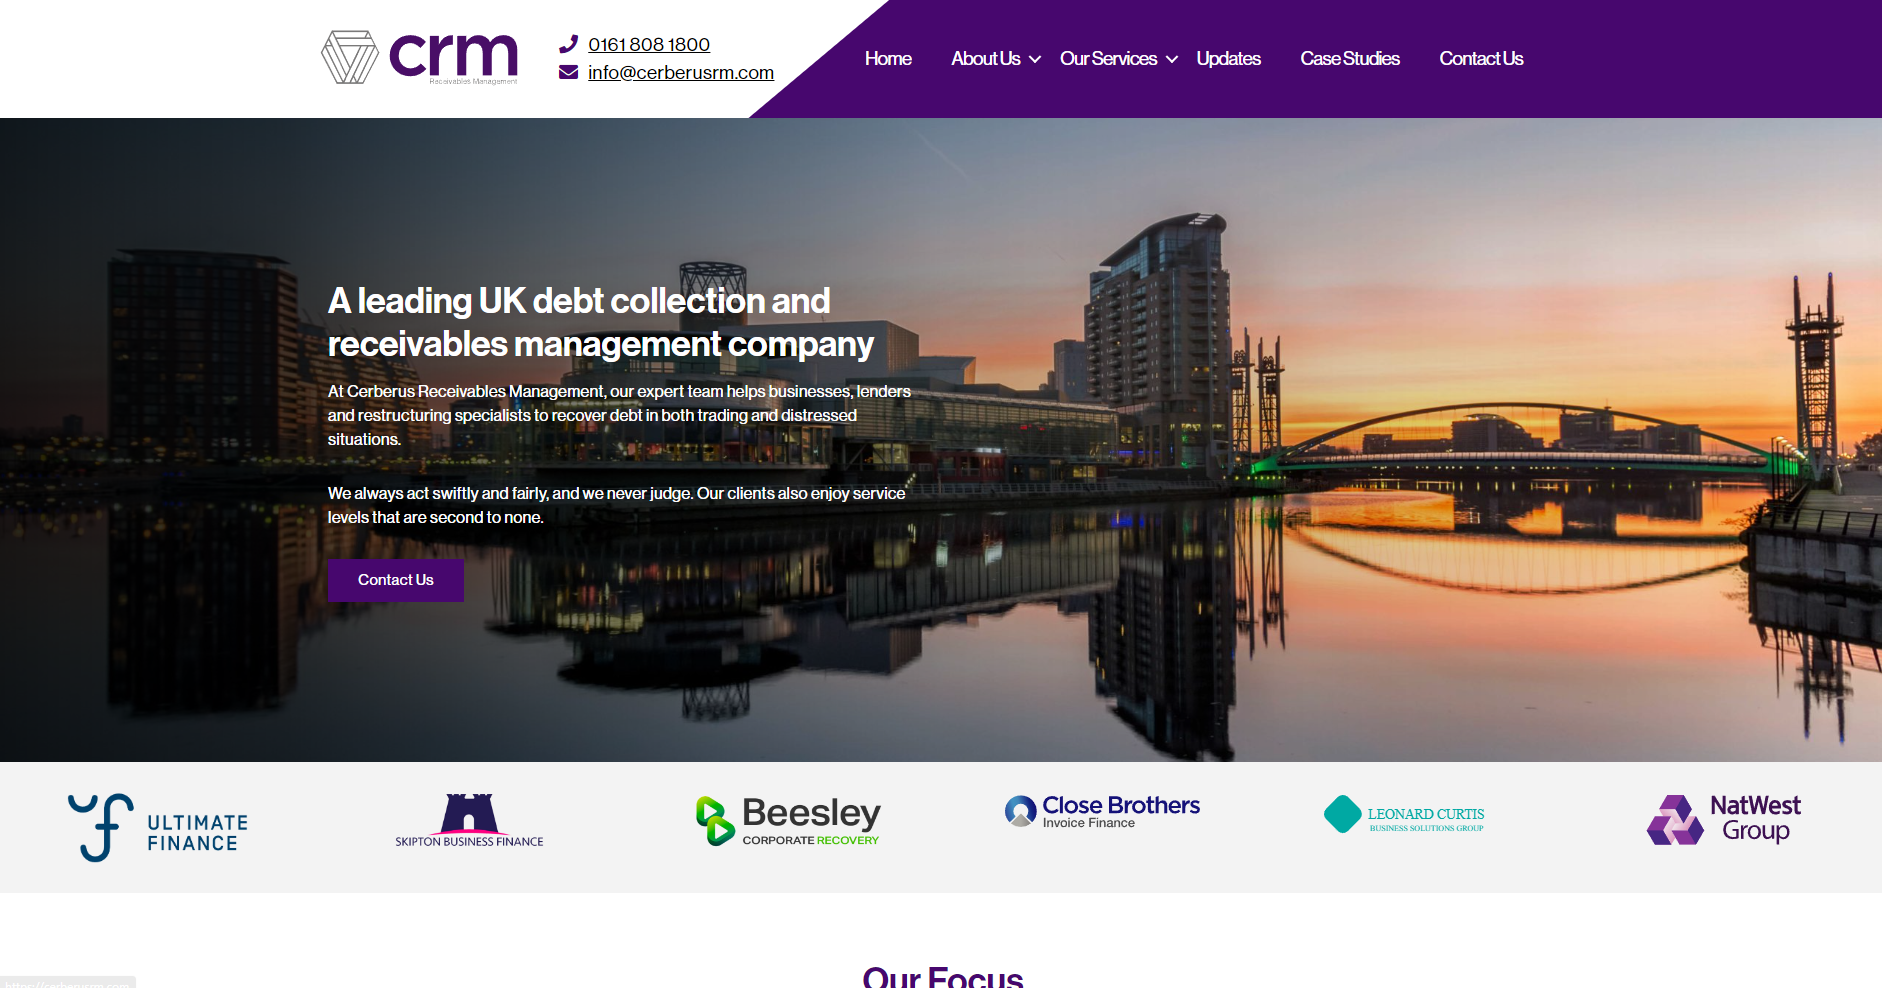 crm
Receivables Management
0161 808 1800
info@cerberusrm.com
Home
About Us
Our Services
Updates
Case Studies
Contact Us
A leading UK debt collection and
receivables management company
At Cerberus Receivables Management, our expert team helps businesses, lenders
and restructuring specialists to recover debt in both trading and distressed
situations.
We always act swiftly and fairly, and we never judge. Our clients also enjoy service
levels that are second to none.
Contact Us
ULTIMATE
FINANCE
SKIPTON BUSINESS FINANCE
Beesley
CORPORATE RECOVERY
Close Brothers
Invoice Finance
LEONARD CURTIS
BUSINESS SOLUTIONS GROUP
NatWest
Group
Our Focus